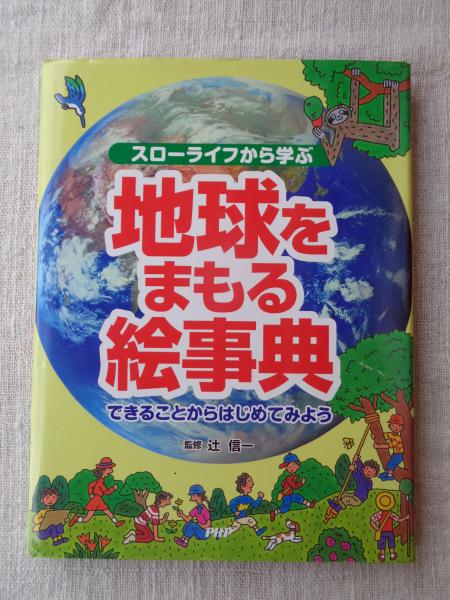 スローライフから学ぶ
地球を
まもる
絵事典
できることからはじめてみよう
監修 辻 信一
PHP